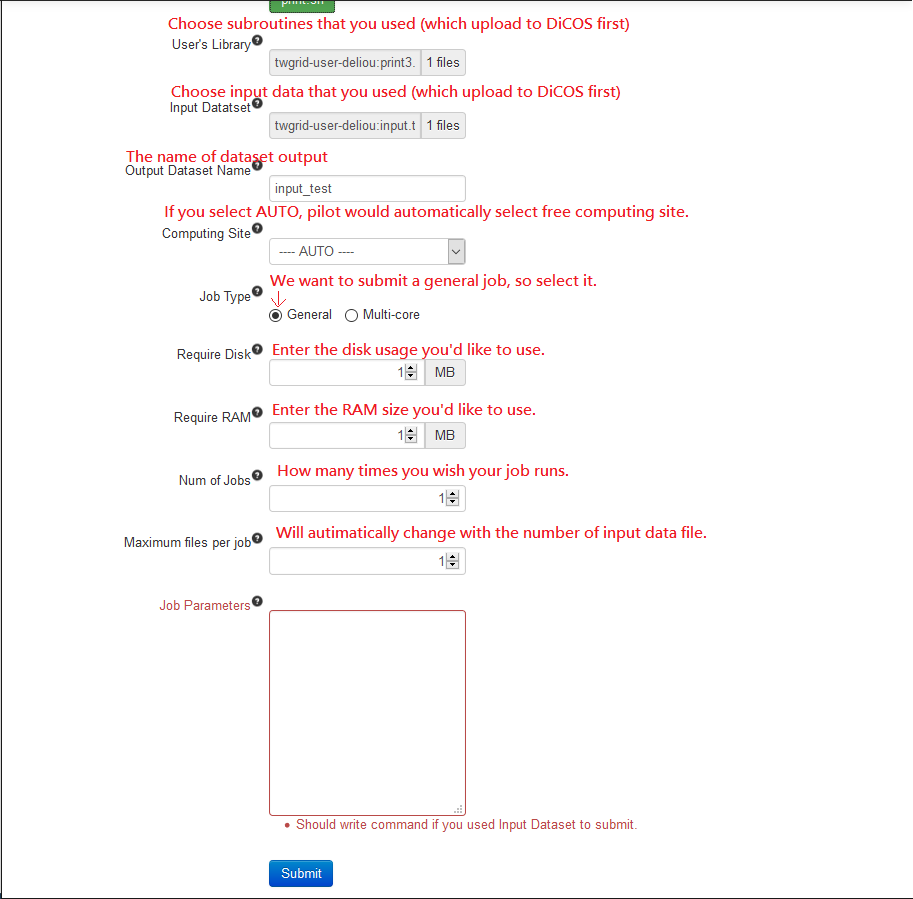 print.sh
Choose subroutines that you used (which upload to DiCOS first)
User's Library
twgrid-user-deliou:print3. 1 files
Choose input data that you used (which upload to DiCOS first)
Input Datatset
twgrid-user-deliou:input.t 1 files
The name of dataset output
Output Dataset Name
input_test
If you select AUTO, pilot would automatically select free computing site.
Computing Site
---- AUTO ----
We want to submit a general job, so select it.
Job Type
General Multi-core
Enter the disk usage you'd like to use.
Require Disk
1 MB
Enter the RAM size you'd like to use.
Require RAM
1 MB
How many times you wish your job runs.
Num of Jobs
1
Will autimatically change with the number of input data file.
Maximum files per job
1
Job Parameters
Should write command if you used Input Dataset to submit.
Submit